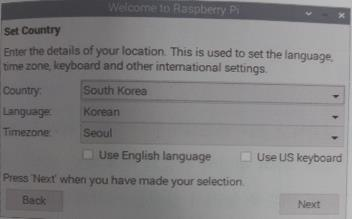 Welcome to Raspberry Pi
Set Country
Enter the details of your location. This is used to set the language,
time zone, keyboard and other international settings.
Country: South Korea
Language: Korean
Timezone: Seoul
Use English language Use US keyboard
Press 'Next' when you have made your selection.
Back Next